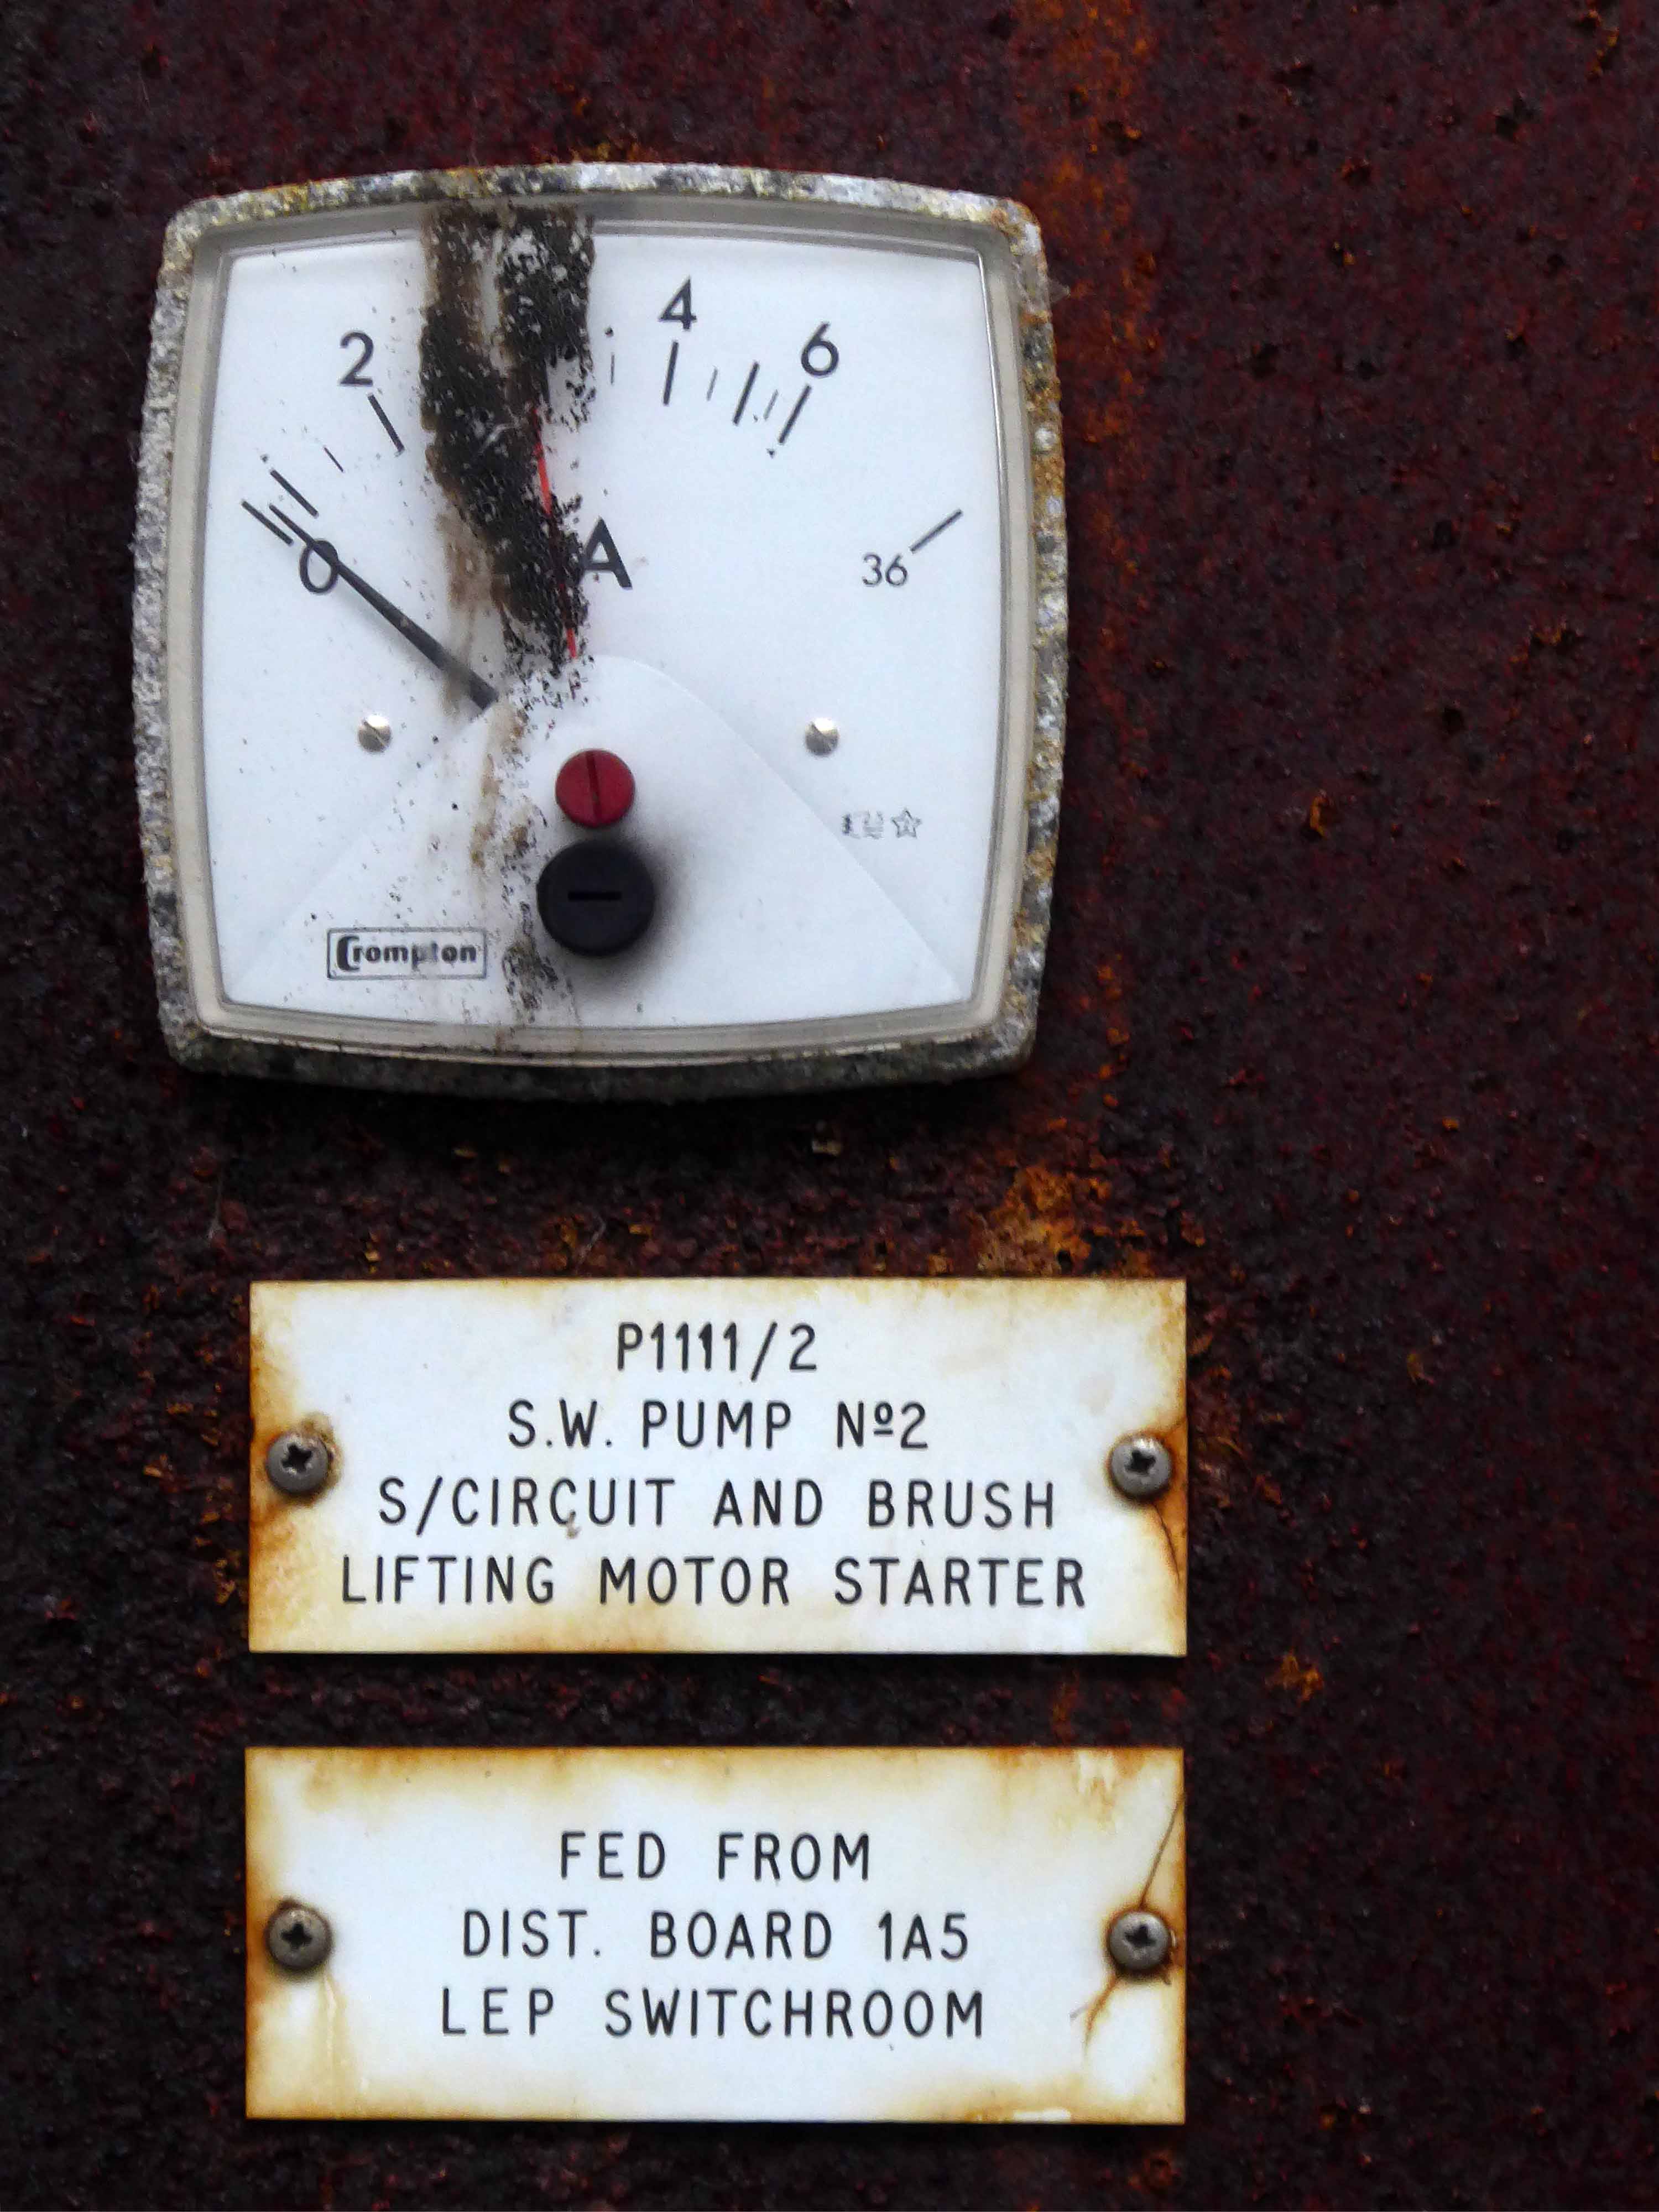 2 4 6
0 A 36
Crompton
P1111/2
S.W. PUMP Nº2
S/CIRCUIT AND BRUSH
LIFTING MOTOR STARTER
FED FROM
DIST. BOARD 1A5
LEP SWITCHROOM